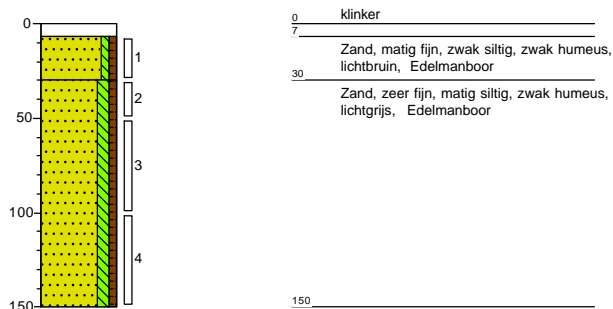 0
50
100
150
1
2
3
4
0 klinker
7
Zand, matig fijn, zwak siltig, zwak humeus,
lichtbruin, Edelmanboor
30
Zand, zeer fijn, matig siltig, zwak humeus,
lichtgrijs, Edelmanboor
150